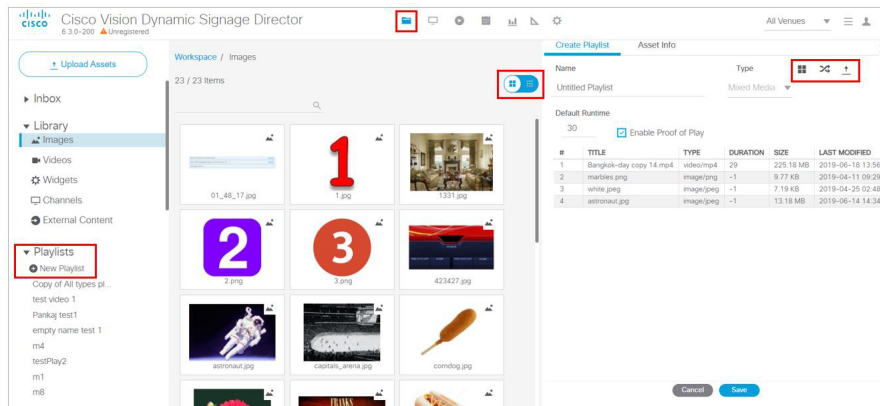 cisco
Cisco Vision Dynamic Signage Director
6.3.0-200 Unregistered
All Venues
Upload Assets
Inbox
Library
Images
Videos
Widgets
Channels
External Content
Playlists
New Playlist
Copy of All types pl...
test video 1
Pankaj test1
empty name test 1
m4
testPlay2
m1
m8
Workspace / Images
23 / 23 Items
01_48_17.jpg
1
1.jpg
1331.jpg
2
2.png
3
3.png
423427.jpg
astronaut.jpg
capitals_arena.jpg
corndog.jpg
FRANKS
Create Playlist Asset Info
Name Type
Untitled Playlist Mixed Media
Default Runtime
30 Enable Proof of Play
# TITLE TYPE DURATION SIZE LAST MODIFIED
1 Bangkok-day copy 14.mp4 video/mp4 29 225.18 MB 2019-06-18 13:56
2 marbles.png image/png -1 9.77 KB 2019-04-11 09:29
3 white.jpeg image/jpeg -1 7.19 KB 2019-04-25 02:48
4 astronaut.jpg image/jpeg -1 13.18 MB 2019-06-14 14:34
Cancel Save